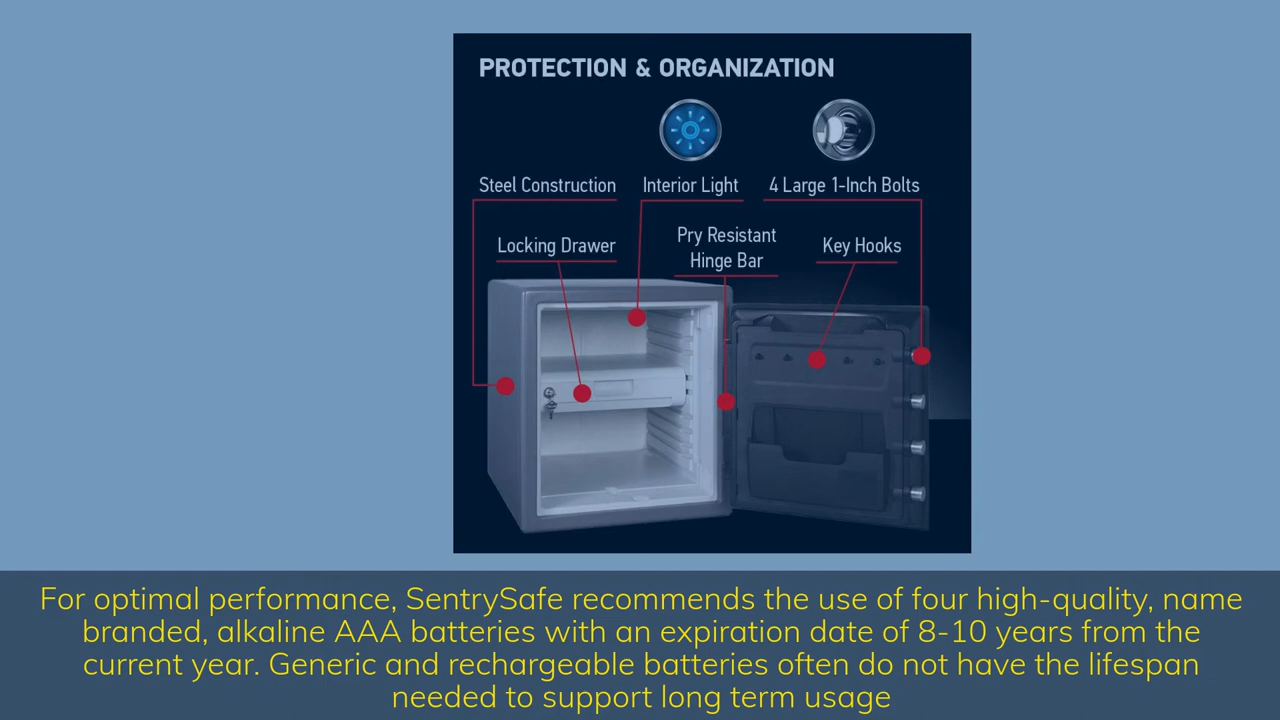 PROTECTION & ORGANIZATION
Steel Construction
Interior Light
4 Large 1-Inch Bolts
Locking Drawer
Pry Resistant
Hinge Bar
Key Hooks
For optimal performance, SentrySafe recommends the use of four high-quality, name
branded, alkaline AAA batteries with an expiration date of 8-10 years from the
current year. Generic and rechargeable batteries often do not have the lifespan
needed to support long term usage